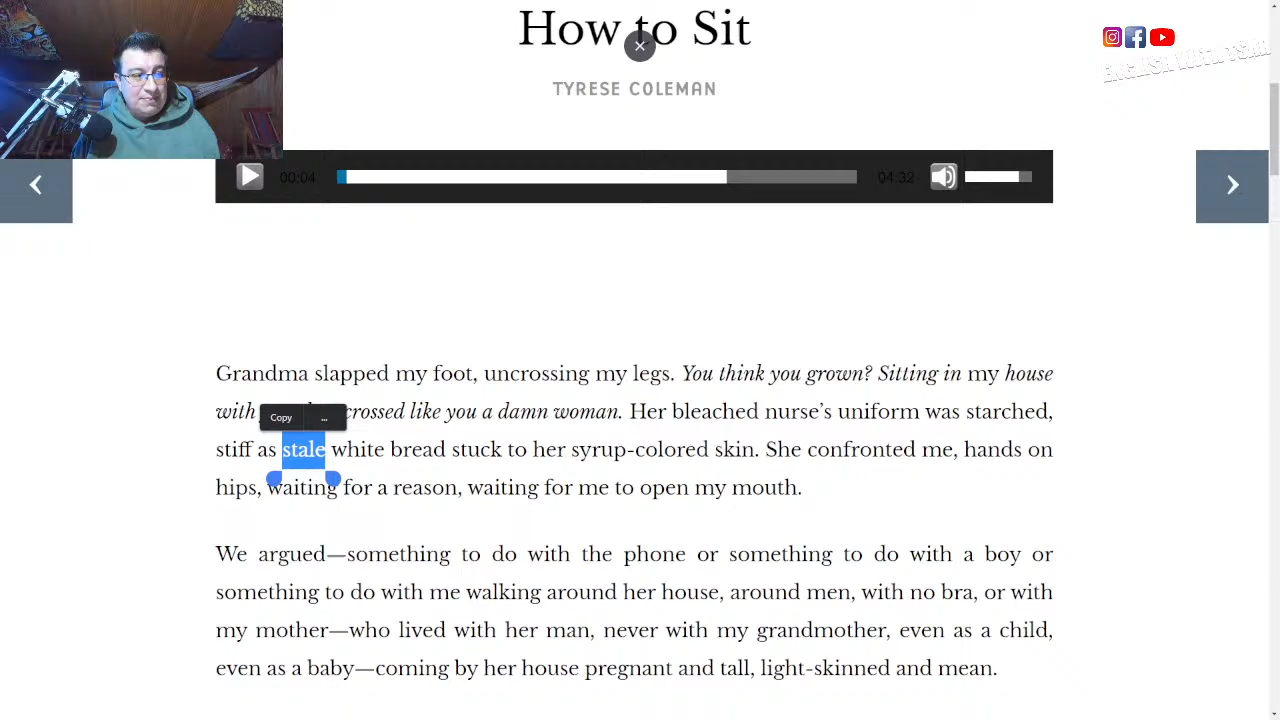 How to Sit
TYRESE COLEMAN
00:04
04:32
Grandma slapped my foot, uncrossing my legs. You think you grown? Sitting in my house
with crossed like you a damn woman. Her bleached nurse’s uniform was starched,
Copy
...
stiff as stale white bread stuck to her syrup-colored skin. She confronted me, hands on
hips, waiting for a reason, waiting for me to open my mouth.
We argued—something to do with the phone or something to do with a boy or
something to do with me walking around her house, around men, with no bra, or with
my mother—who lived with her man, never with my grandmother, even as a child,
even as a baby—coming by her house pregnant and tall, light-skinned and mean.